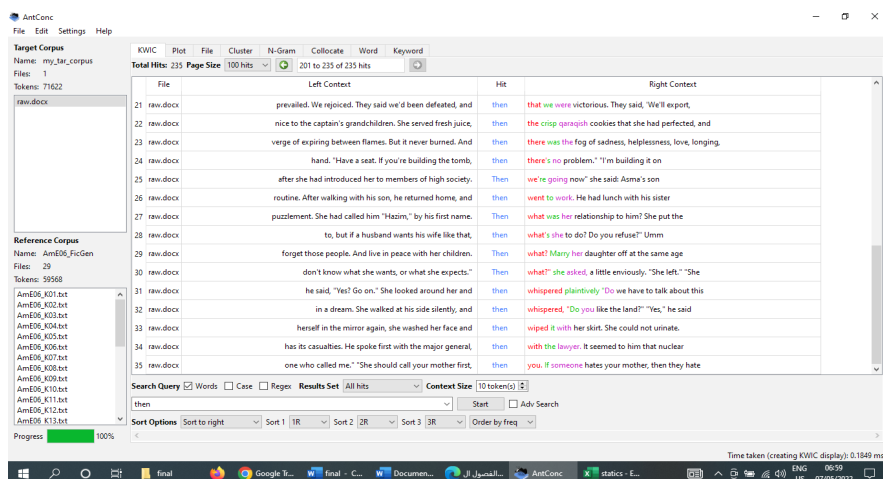 AntConc
File Edit Settings Help
Target Corpus
Name: my_tar_corpus
Files: 1
Tokens: 71622
raw.docx
Reference Corpus
Name: AmE06_FicGen
Files: 29
Tokens: 59568
AmE06_K01.txt
AmE06_K02.txt
AmE06_K03.txt
AmE06_K04.txt
AmE06_K05.txt
AmE06_K06.txt
AmE06_K07.txt
AmE06_K08.txt
AmE06_K09.txt
AmE06_K10.txt
AmE06_K11.txt
AmE06_K12.txt
AmE06 K13.txt
Progress 100%
KWIC Plot File Cluster N-Gram Collocate Word Keyword
Total Hits: 235 Page Size 100 hits 201 to 235 of 235 hits
File Left Context Hit Right Context
21 raw.docx prevailed. We rejoiced. They said we'd been defeated, and then that we were victorious. They said, 'We'll export,
22 raw.docx nice to the captain's grandchildren. She served fresh juice, then the crisp qaraqish cookies that she had perfected, and
23 raw.docx verge of expiring between flames. But it never burned. And then there was the fog of sadness, helplessness, love, longing,
24 raw.docx hand. "Have a seat. If you're building the tomb, then there's no problem." "I'm building it on
25 raw.docx after she had introduced her to members of high society. Then we're going now" she said: Asma's son
26 raw.docx routine. After walking with his son, he returned home, and then went to work. He had lunch with his sister
27 raw.docx puzzlement. She had called him "Hazim," by his first name. Then what was her relationship to him? She put the
28 raw.docx to, but if a husband wants his wife like that, then what's she to do? Do you refuse?" Umm
29 raw.docx forget those people. And live in peace with her children. Then what? Marry her daughter off at the same age
30 raw.docx don't know what she wants, or what she expects." Then what?" she asked, a little enviously. "She left." "She
31 raw.docx he said, "Yes? Go on." She looked around her and then whispered plaintively "Do we have to talk about this
32 raw.docx in a dream. She walked at his side silently, and then whispered, "Do you like the land?" "Yes," he said
33 raw.docx herself in the mirror again, she washed her face and then wiped it with her skirt. She could not urinate.
34 raw.docx has its casualties. He spoke first with the major general, then with the lawyer. It seemed to him that nuclear
35 raw.docx one who called me." "She should call your mother first, then you. If someone hates your mother, then they hate
Search Query Words Case Regex Results Set All hits Context Size 10 token(s)
then Start Adv Search
Sort Options Sort to right Sort 1 1R Sort 2 2R Sort 3 3R Order by freq
Time taken (creating KWIC display): 0.1849 ms
final Google Tr... final - C... Documen... الفصول ال... AntConc statics - E... ENG 06:59
US 07/05/2022